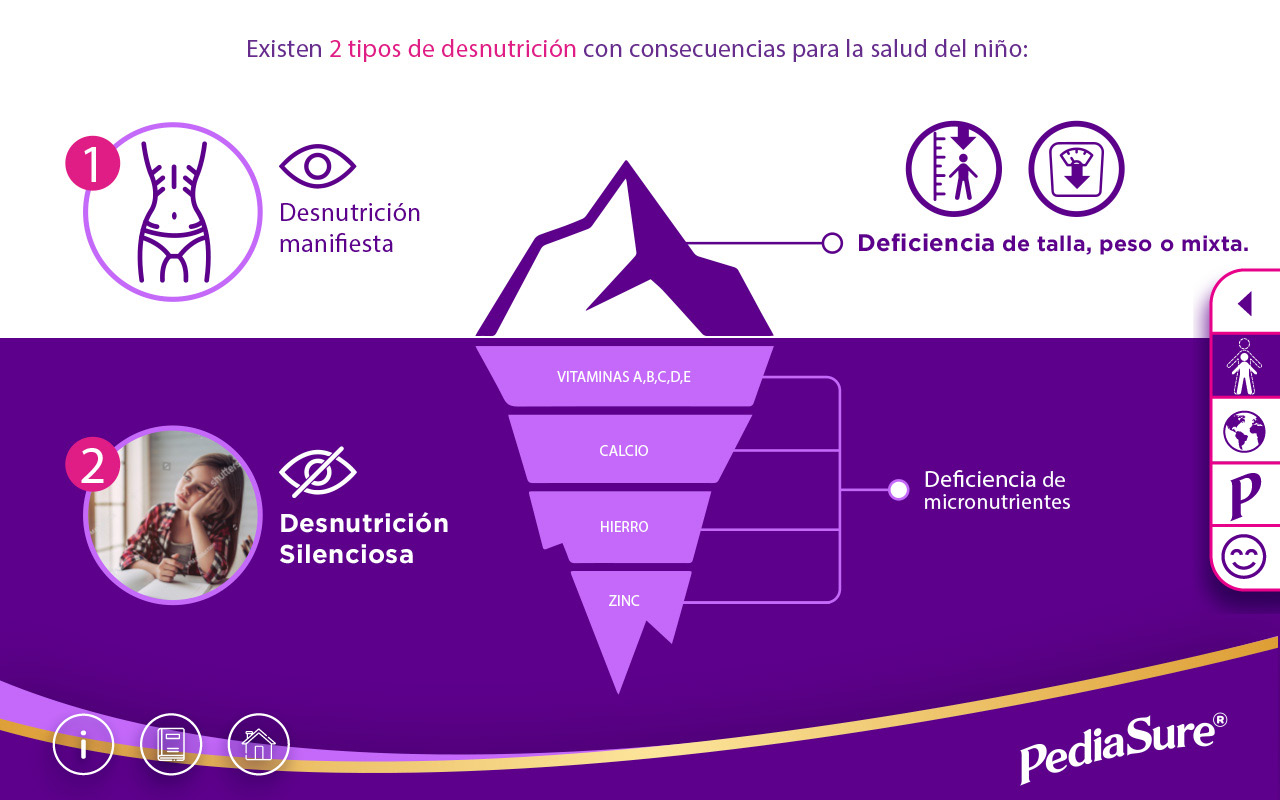 Existen 2 tipos de desnutrición con consecuencias para la salud del niño:
1
Desnutrición
manifiesta
Deficiencia de talla, peso o mixta.
VITAMINAS A,B,C,D,E
CALCIO
HIERRO
ZINC
2
Desnutrición
Silenciosa
Deficiencia de
micronutrientes
P
i
PediaSure®